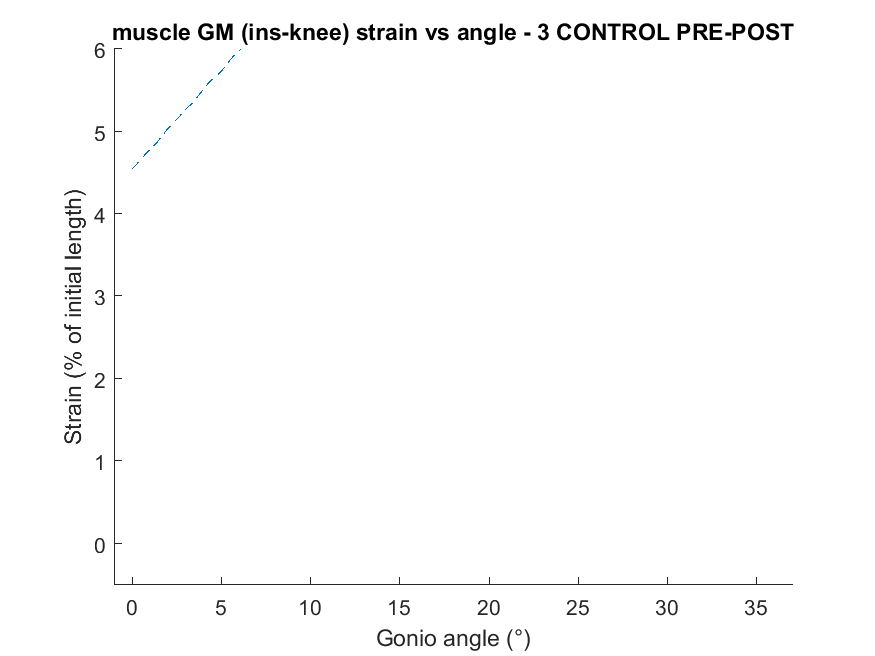 muscle GM (ins-knee) strain vs angle - 3 CONTROL PRE-POST
6
5
4
3
2
1
0
Strain (% of initial length)
0 5 10 15 20 25 30 35
Gonio angle (°)